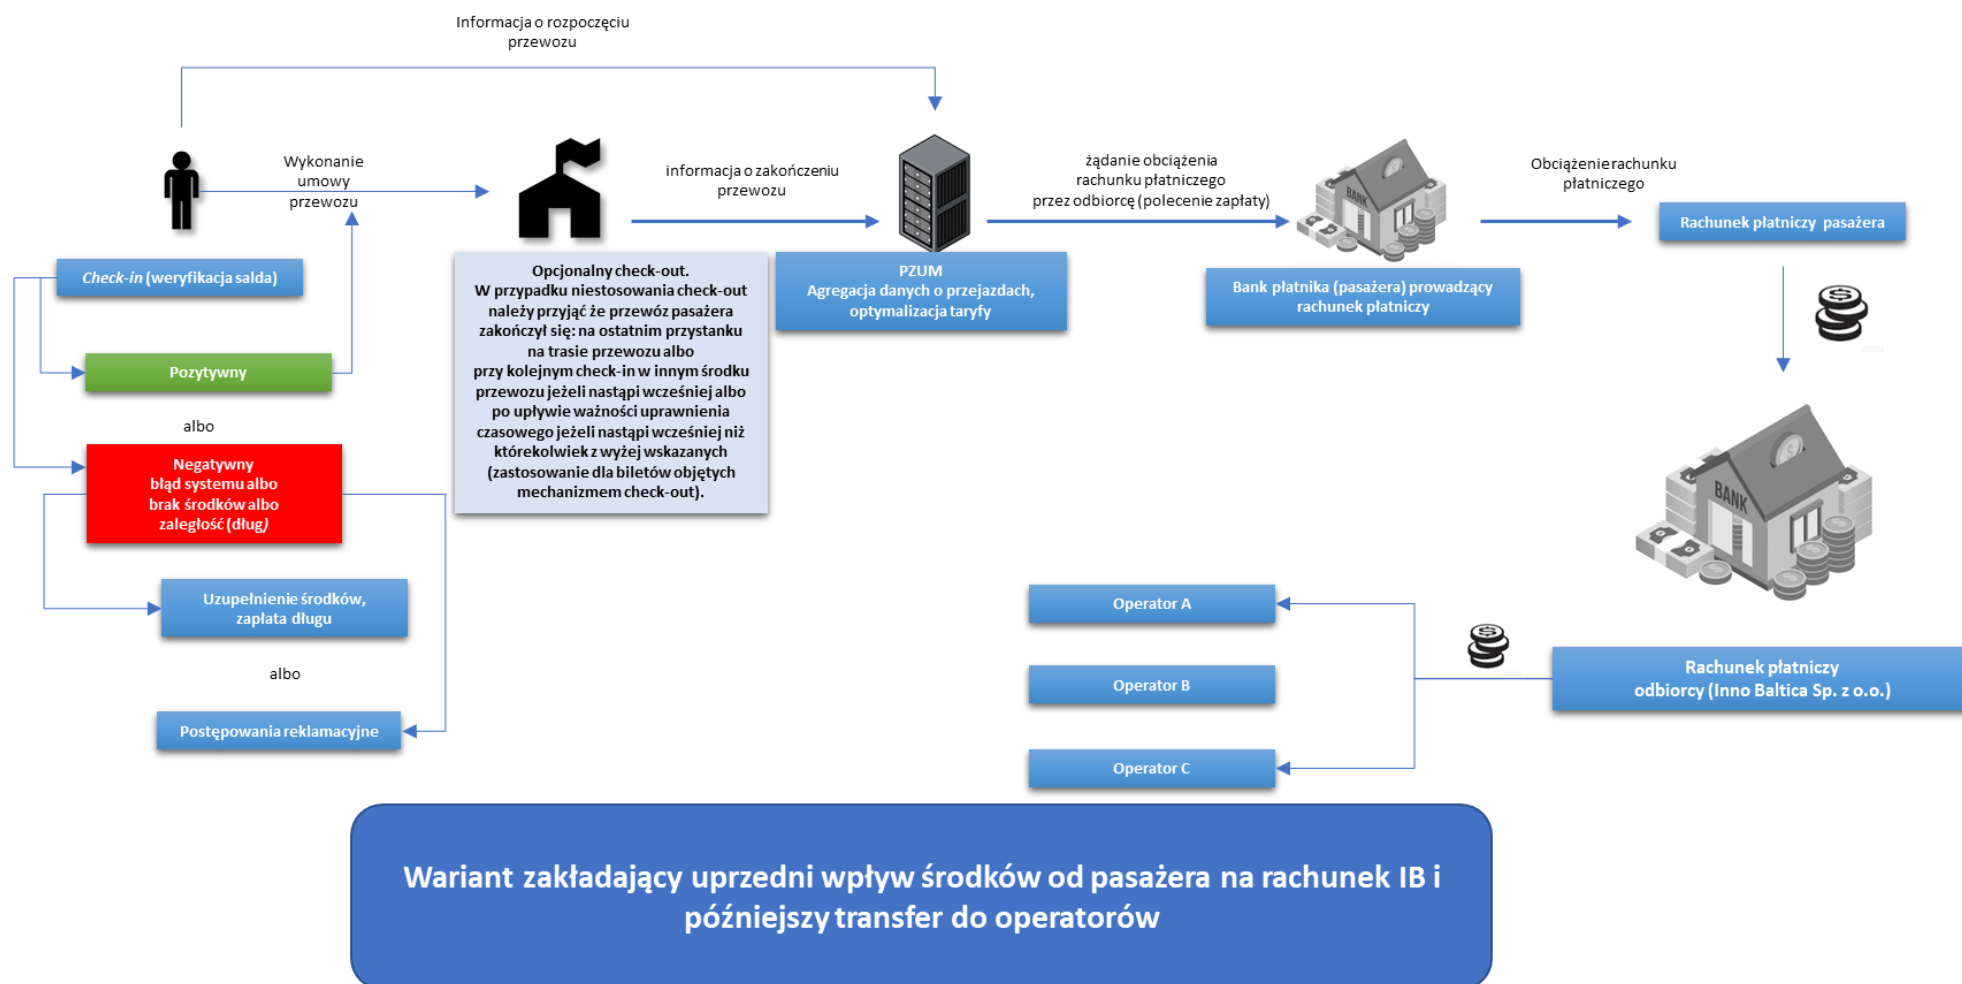 Informacja o rozpoczęciu
przewozu
Wykonanie
umowy
przewozu
informacja o zakończeniu
przewozu
żądanie obciążenia
rachunku płatniczego
przez odbiorcę (polecenie zapłaty)
Obciążenie rachunku
płatniczego
BANK
Rachunek płatniczy pasażera
Check-in (weryfikacja salda)
Opcjonalny check-out.
W przypadku niestosowania check-out
należy przyjąć że przewóz pasażera
zakończył się: na ostatnim przystanku
na trasie przewozu albo
przy kolejnym check-in w innym środku
przewozu jeżeli nastąpi wcześniej albo
po upływie ważności uprawnienia
czasowego jeżeli nastąpi wcześniej niż
którekolwiek z wyżej wskazanych
(zastosowanie dla biletów objętych
mechanizmem check-out).
PZUM
Agregacja danych o przejazdach,
optymalizacja taryfy
Bank płatnika (pasażera) prowadzący
rachunek płatniczy
Pozytywny
albo
Negatywny
błąd systemu albo
brak środków albo
zaległość (dług)
Uzupełnienie środków,
zapłata długu
albo
Postępowania reklamacyjne
BANK
Operator A
Operator B
Operator C
Rachunek płatniczy
odbiorcy (Inno Baltica Sp. z o.o.)
Wariant zakładający uprzedni wpływ środków od pasażera na rachunek IB i
późniejszy transfer do operatorów